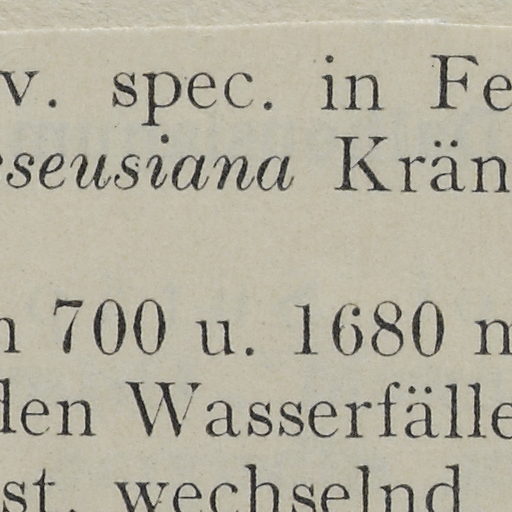 v. spec. in Fe
seusiana Krän
n 700 u. 1680 m
den Wasserfälle
st. wechselnd